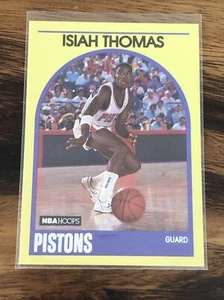 ISIAH THOMAS
NBA HOOPS
PISTONS
GUARD